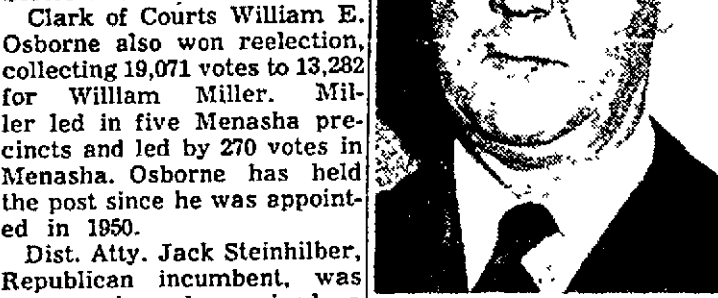 Clark of Courts William E.
Osborne also won reelection,
collecting 19,071 votes to 13,282
for Willlam Miller. Mil-
ler led in five Menasha pre-
cincts and led by 270 votes in
Menasha. Osborne has held
the post since he was appoint-
ed in 1950.
Dist. Atty. Jack Steinhilber,
Republican incumbent, was